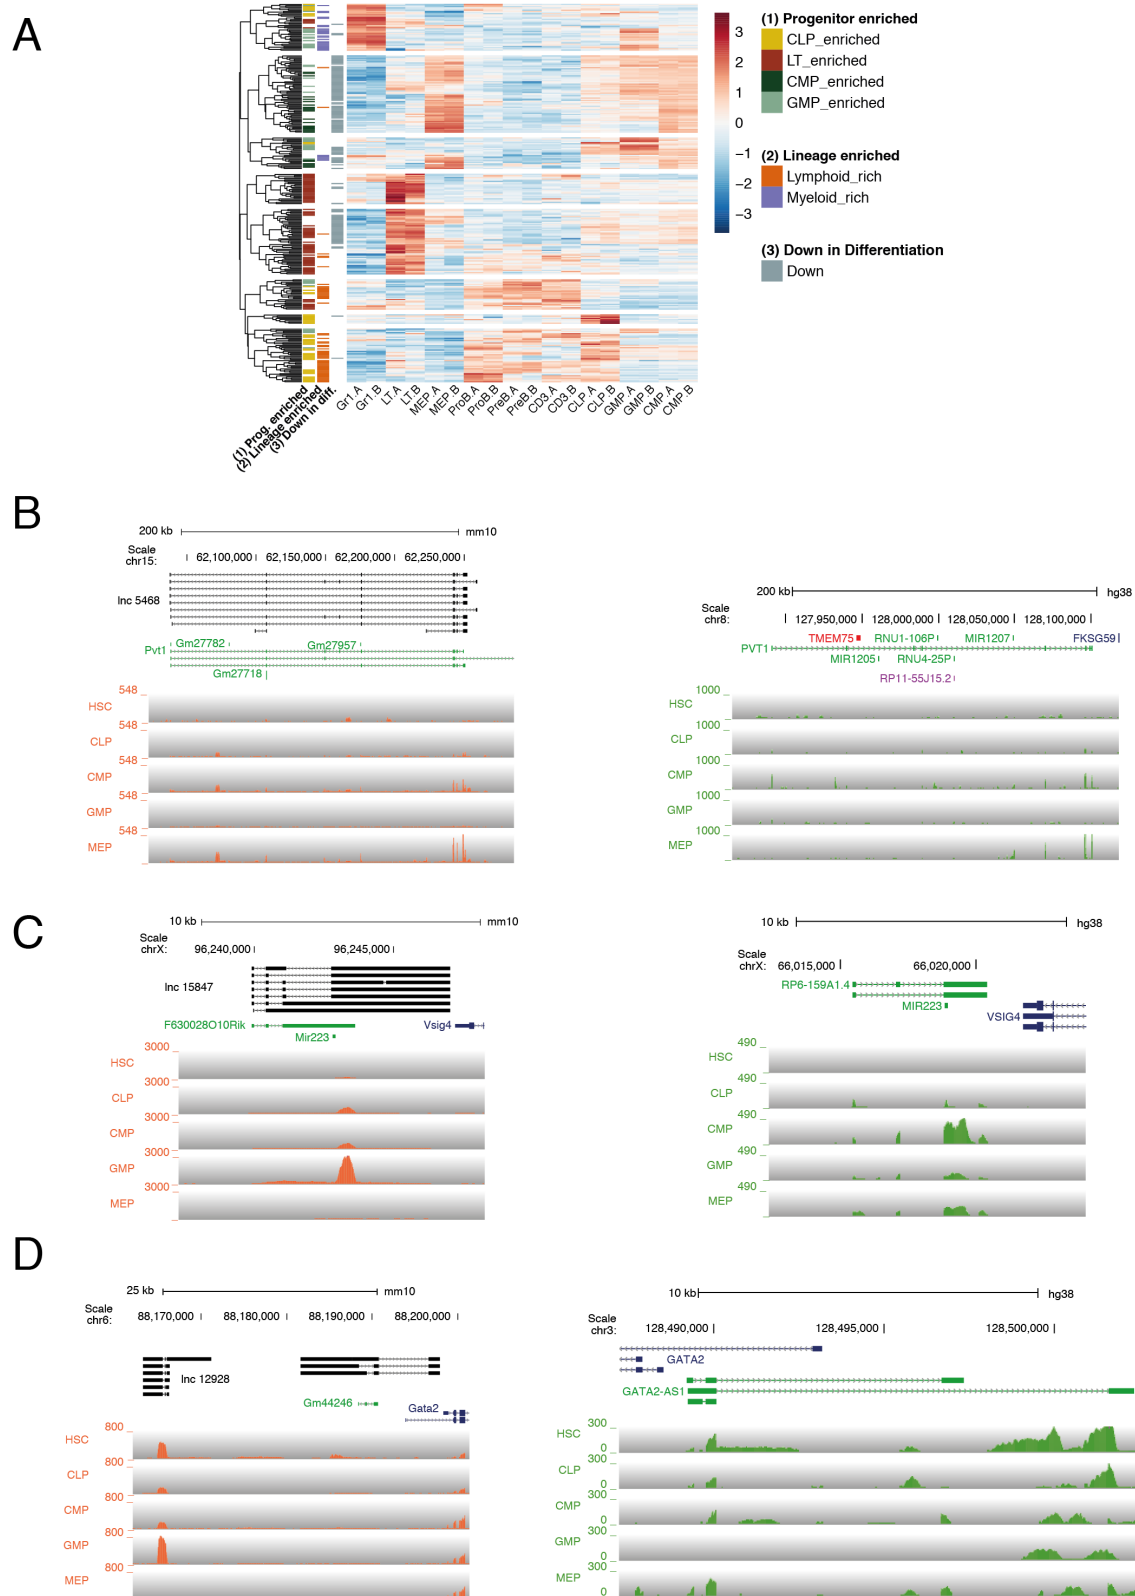 A
3
2
1
0
−1
−2
−3
(1) Progenitor enriched
CLP_enriched
LT_enriched
CMP_enriched
GMP_enriched
(2) Lineage enriched
Lymphoid_rich
Myeloid_rich
(3) Down in Differentiation
Down
(1) Prog. enriched
(2) Lineage enriched
(3) Down in diff.
Gr1.A
Gr1.B
LT.A
LT.B
MEP.A
MEP.B
ProB.A
ProB.B
PreB.A
PreB.B
CD3.A
CD3.B
CLP.A
CLP.B
GMP.A
GMP.B
CMP.A
CMP.B
B
200 kb mm10
Scale
chr15: 62,100,000 62,150,000 62,200,000 62,250,000
lnc 5468
Gm27782 Gm27957
Pvt1
Gm27718
548
HSC
548
CLP
548
CMP
548
GMP
548
MEP
200 kb hg38
Scale
chr8: 127,950,000 128,000,000 128,050,000 128,100,000
TMEM75 RNU1-106P MIR1207 FKSG59
PVT1
MIR1205 RNU4-25P
RP11-55J15.2
1000
HSC
1000
CLP
1000
CMP
1000
GMP
1000
MEP
C
10 kb mm10
Scale
chrX: 96,240,000 96,245,000
lnc 15847
F630028O10Rik Vsig4
Mir223
3000
HSC
3000
CLP
3000
CMP
3000
GMP
3000
MEP
10 kb hg38
Scale
chrX: 66,015,000 66,020,000
RP6-159A1.4
MIR223
VSIG4
490
HSC
490
CLP
490
CMP
490
GMP
490
MEP
D
25 kb mm10
Scale
chr6: 88,170,000 88,180,000 88,190,000 88,200,000
lnc 12928
Gm44246
Gata2
800
HSC
800
CLP
800
CMP
800
GMP
800
MEP
10 kb hg38
Scale
chr3: 128,490,000 128,495,000 128,500,000
GATA2
GATA2-AS1
300
HSC
0
300
CLP
0
300
CMP
0
300
GMP
0
300
MEP
0